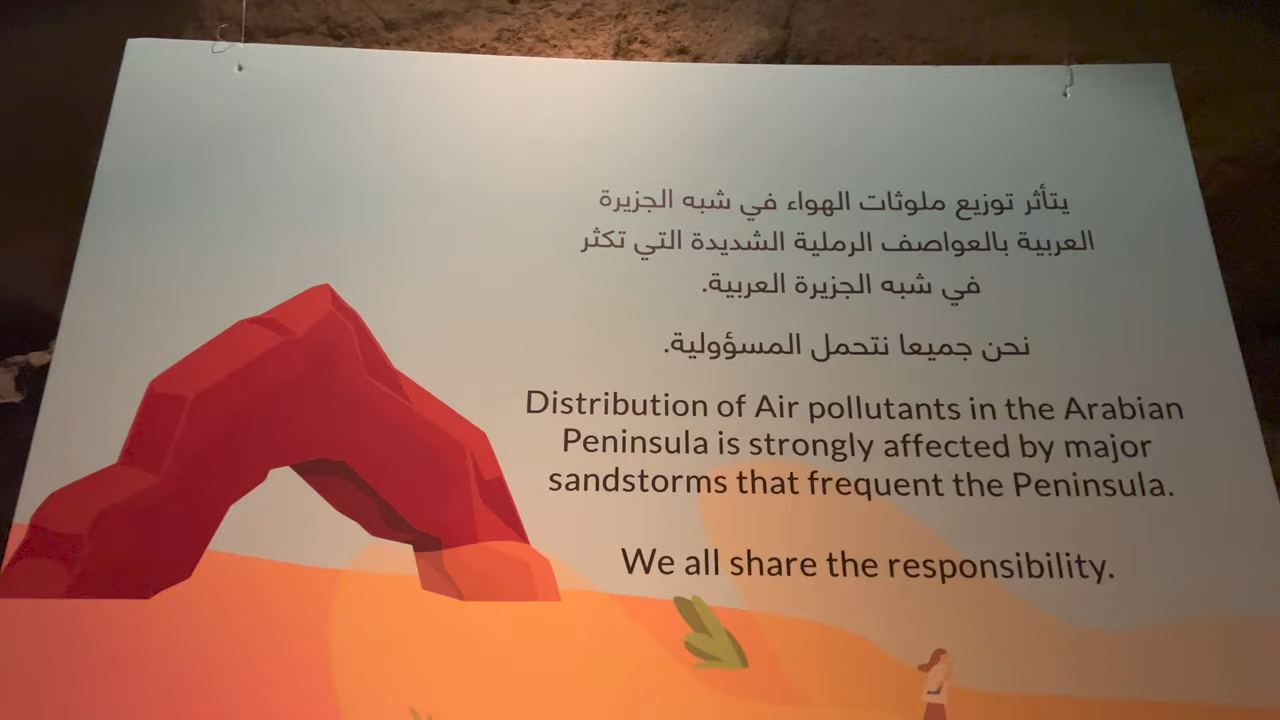 يتأثر توزيع ملوثات الهواء في شبه الجزيرة
العربية بالعواصف الرملية الشديدة التي تكثر
في شبه الجزيرة العربية.
نحن جميعا نتحمل المسؤولية.
Distribution of Air pollutants in the Arabian
Peninsula is strongly affected by major
sandstorms that frequent the Peninsula.
We all share the responsibility.